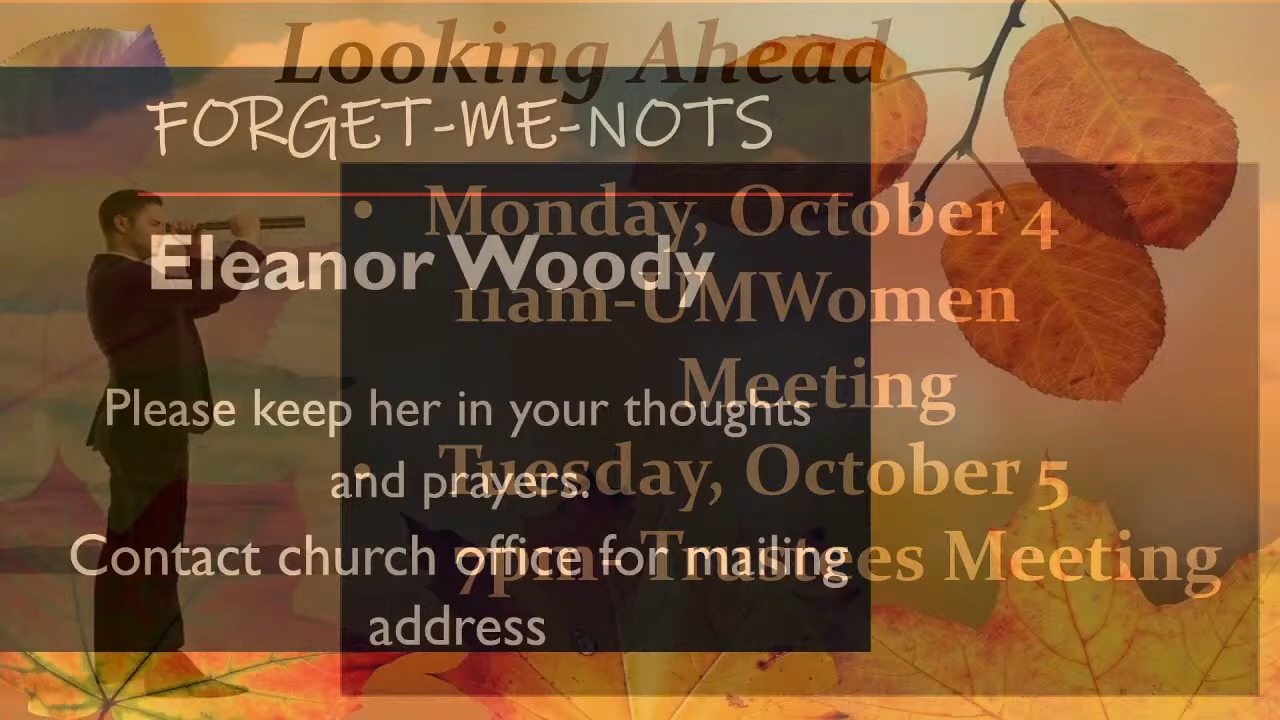 Looking Ahead
FORGET-ME-NOTS
Eleanor Woody
Please keep her in your thoughts
and prayers.
Contact church office for mailing
address
• Monday, October 4
11am-UMWomen
Meeting
• Tuesday, October 5
7pm- Trustees Meeting